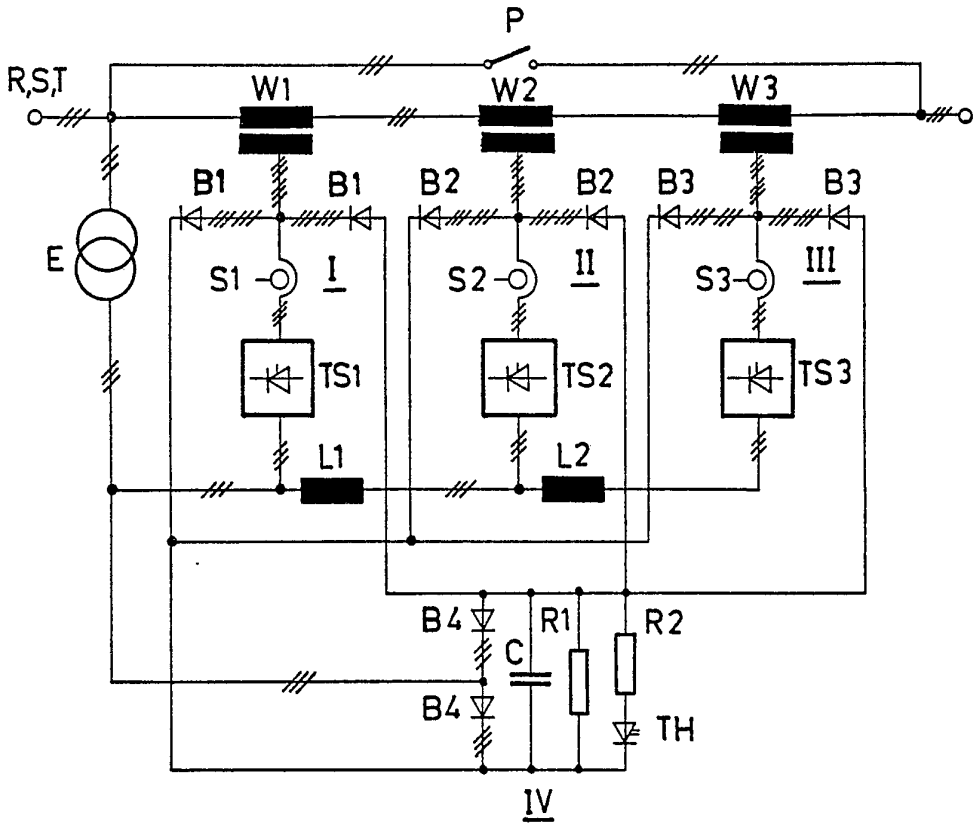 P
R,S,T
W1 W2 W3
B1 B1 B2 B2 B3 B3
E S1 I S2 II S3 III
TS1 TS2 TS3
L1 L2
B4 C R1 R2
B4 TH
IV